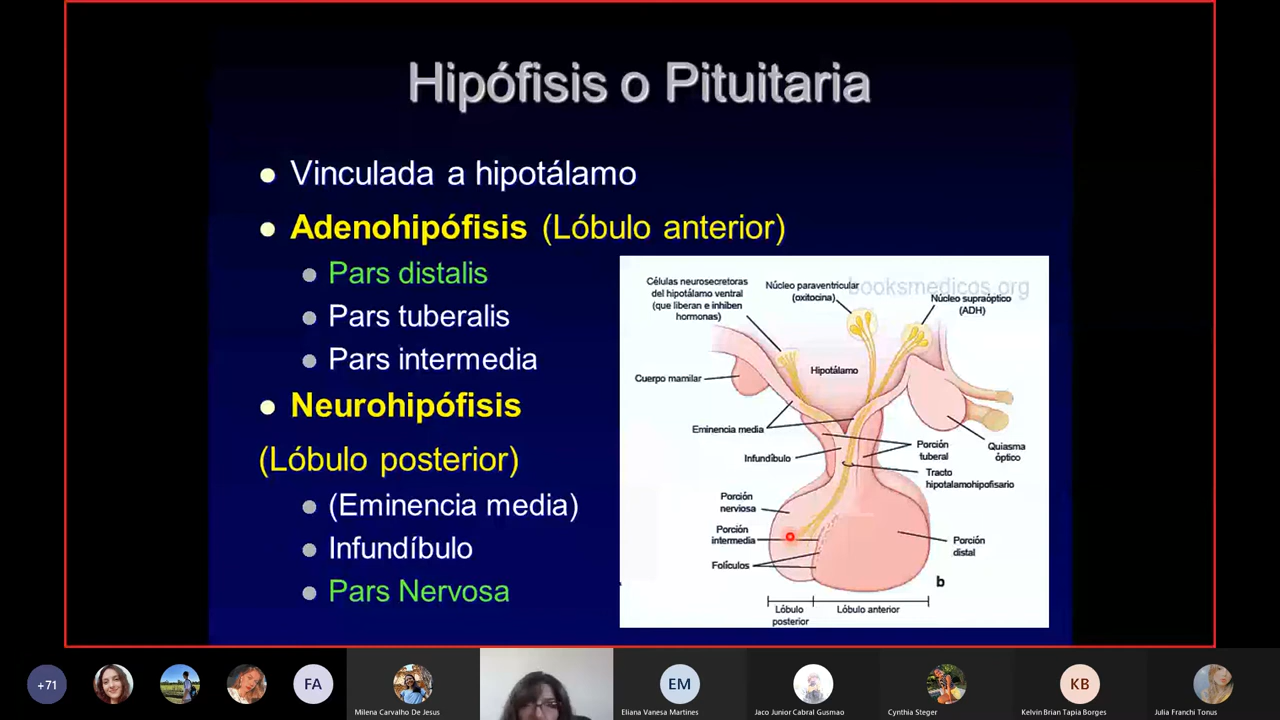 Hipófisis o Pituitaria
Vinculada a hipotálamo
Adenohipófisis (Lóbulo anterior)
Pars distalis
Pars tuberalis
Pars intermedia
Neurohipófisis
(Lóbulo posterior)
(Eminencia media)
Infundíbulo
Pars Nervosa
booksmedicos.org
Células neurosecretoras
del hipotálamo ventral
(que liberan e inhiben
hormonas)
Núcleo paraventricular
(oxitocina)
Núcleo supraóptico
(ADH)
Hipotálamo
Cuerpo mamilar
Eminencia media
Infundíbulo
Porción
tuberal
Quiasma
óptico
Tracto
hipotalamohipofisario
Porción
nerviosa
Porción
intermedia
Folículos
Porción
distal
b
Lóbulo
posterior
Lóbulo anterior
+71
FA
Milena Carvalho De Jesus
EM
Eliana Vanesa Martines
Jaco Junior Cabral Gusmao
Cynthia Steger
KB
Kelvin Brian Tapia Borges
Julia Franchi Tonus